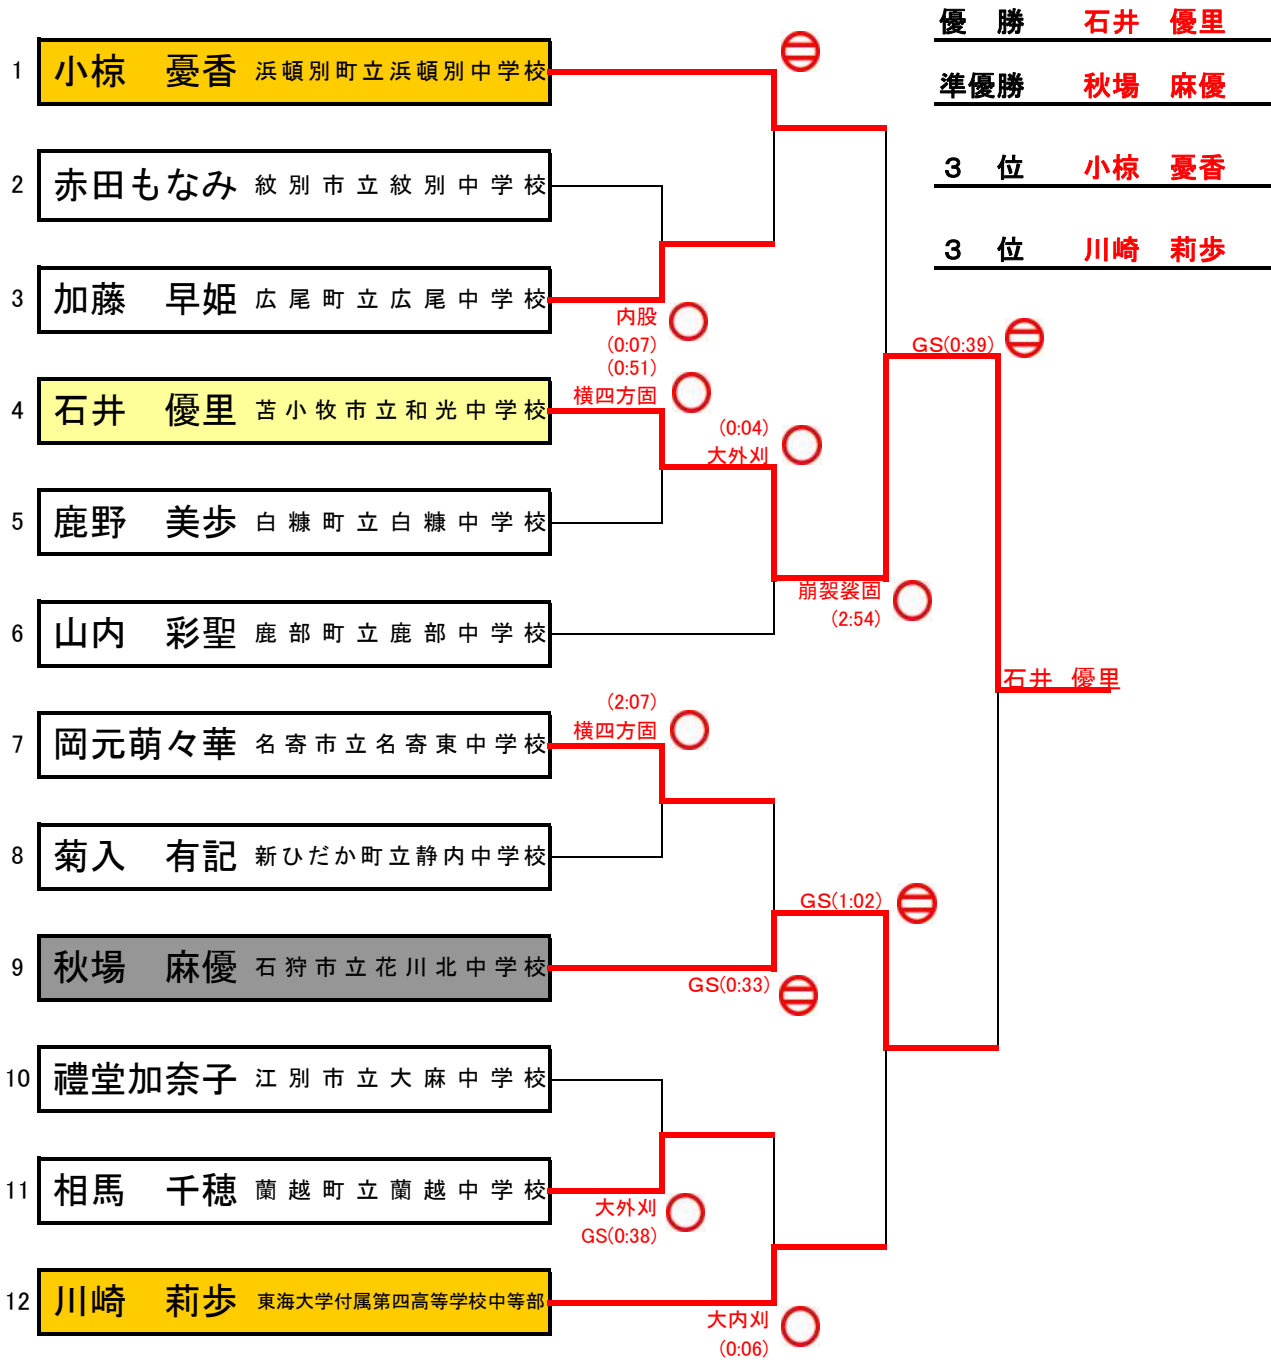 優　勝　石井　優里
準優勝　秋場　麻優
３　位　小椋　憂香
３　位　川崎　莉歩
1 小椋　憂香 浜頓別町立浜頓別中学校
2 赤田もなみ 紋別市立紋別中学校
3 加藤　早姫 広尾町立広尾中学校
内股
(0:07)
(0:51)
横四方固
4 石井　優里 苫小牧市立和光中学校
(0:04)
大外刈
GS(0:39)
5 鹿野　美歩 白糠町立白糠中学校
崩袈裟固
(2:54)
6 山内　彩聖 鹿部町立鹿部中学校
石井　優里
(2:07)
横四方固
7 岡元萌々華 名寄市立名寄東中学校
8 菊入　有記 新ひだか町立静内中学校
GS(1:02)
9 秋場　麻優 石狩市立花川北中学校
GS(0:33)
10 禮堂加奈子 江別市立大麻中学校
11 相馬　千穂 蘭越町立蘭越中学校
大外刈
GS(0:38)
12 川崎　莉歩 東海大学付属第四高等学校中等部
大内刈
(0:06)